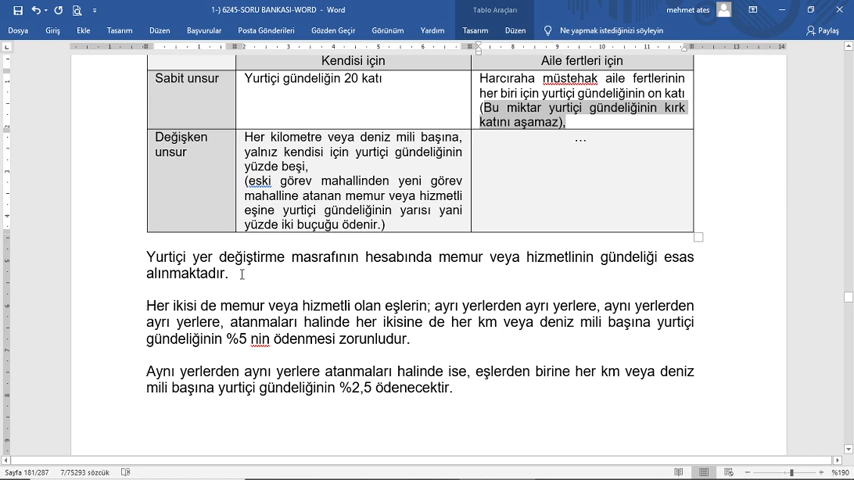 1-) 6245-SORU BANKASI-WORD - Word
Tablo Araçları
mehmet ates
Dosya Giriş Ekle Tasarım Düzen Başvurular Posta Gönderileri Gözden Geçir Görünüm Yardım Tasarım Düzen Ne yapmak istediğinizi söyleyin Paylaş
Kendisi için
Aile fertleri için
Sabit unsur
Yurtiçi gündeliğin 20 katı
Harcıraha müstehak aile fertlerinin
her biri için yurtiçi gündeliğinin on katı
(Bu miktar yurtiçi gündeliğinin kırk
katını aşamaz),
Değişken
unsur
Her kilometre veya deniz mili başına,
yalnız kendisi için yurtiçi gündeliğinin
yüzde beşi,
(eski görev mahallinden yeni görev
mahalline atanan memur veya hizmetli
eşine yurtiçi gündeliğinin yarısı yani
yüzde iki buçuğu ödenir.)
…
Yurtiçi yer değiştirme masrafının hesabında memur veya hizmetlinin gündeliği esas
alınmaktadır.
Her ikisi de memur veya hizmetli olan eşlerin; ayrı yerlerden ayrı yerlere, aynı yerlerden
ayrı yerlere, atanmaları halinde her ikisine de her km veya deniz mili başına yurtiçi
gündeliğinin %5 nin ödenmesi zorunludur.
Aynı yerlerden aynı yerlere atanmaları halinde ise, eşlerden birine her km veya deniz
mili başına yurtiçi gündeliğinin %2,5 ödenecektir.
Sayfa 181/287 7/75293 sözcük
%190